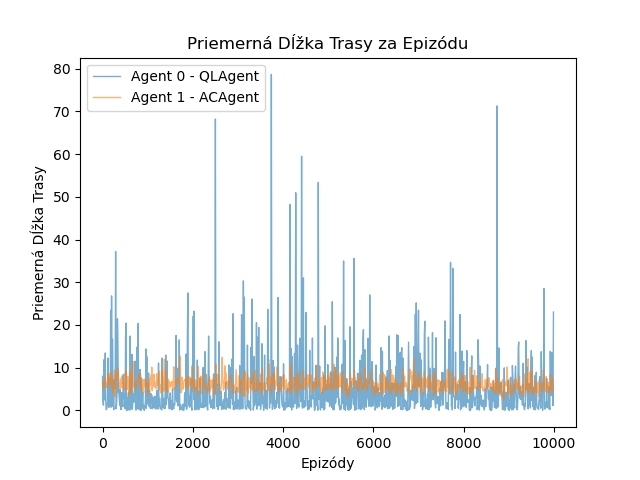 Priemerná Dĺžka Trasy za Epizódu
Agent 0 - QLAgent
Agent 1 - ACAgent
Priemerná Dĺžka Trasy
80
70
60
50
40
30
20
10
0
0 2000 4000 6000 8000 10000
Epizódy